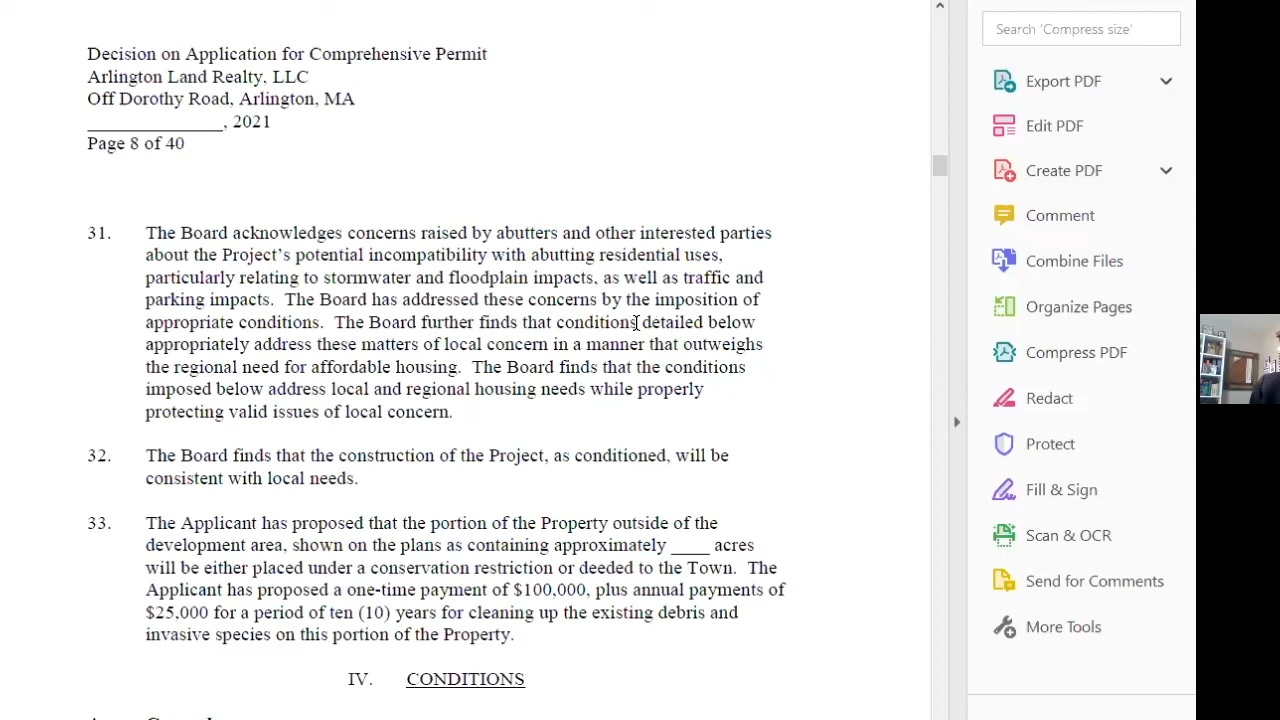 Decision on Application for Comprehensive Permit
Arlington Land Realty, LLC
Off Dorothy Road, Arlington, MA
_______________, 2021
Page 8 of 40
31. The Board acknowledges concerns raised by abutters and other interested parties
about the Project's potential incompatibility with abutting residential uses,
particularly relating to stormwater and floodplain impacts, as well as traffic and
parking impacts.  The Board has addressed these concerns by the imposition of
appropriate conditions.  The Board further finds that conditions detailed below
appropriately address these matters of local concern in a manner that outweighs
the regional need for affordable housing.  The Board finds that the conditions
imposed below address local and regional housing needs while properly
protecting valid issues of local concern.
32. The Board finds that the construction of the Project, as conditioned, will be
consistent with local needs.
33. The Applicant has proposed that the portion of the Property outside of the
development area, shown on the plans as containing approximately ____ acres
will be either placed under a conservation restriction or deeded to the Town.  The
Applicant has proposed a one-time payment of $100,000, plus annual payments of
$25,000 for a period of ten (10) years for cleaning up the existing debris and
invasive species on this portion of the Property.
IV. CONDITIONS
Search 'Compress size'
Export PDF
Edit PDF
Create PDF
Comment
Combine Files
Organize Pages
Compress PDF
Redact
Protect
Fill & Sign
Scan & OCR
Send for Comments
More Tools